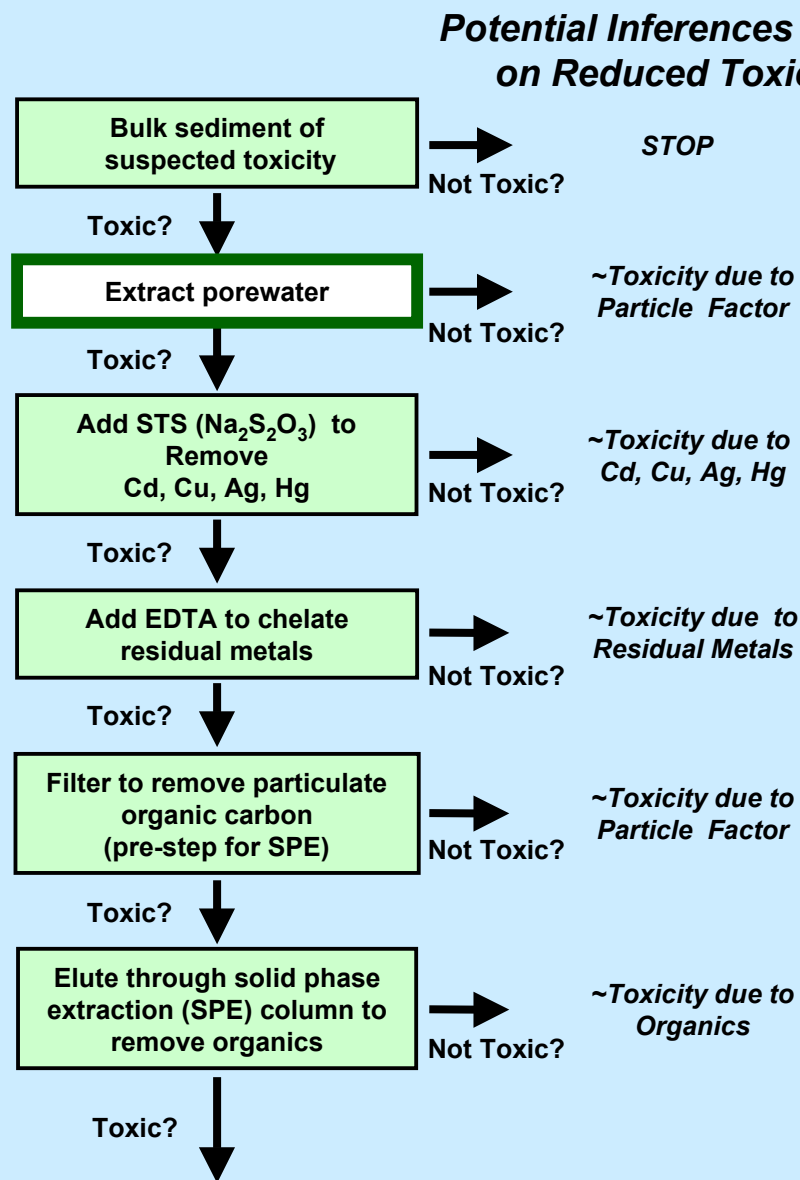 Potential Inferences
on Reduced Toxic
Bulk sediment of
suspected toxicity
STOP
Not Toxic?
Toxic?
Extract porewater
~Toxicity due to
Particle Factor
Not Toxic?
Toxic?
Add STS (Na₂S₂O₃) to
Remove
Cd, Cu, Ag, Hg
~Toxicity due to
Cd, Cu, Ag, Hg
Not Toxic?
Toxic?
Add EDTA to chelate
residual metals
~Toxicity due to
Residual Metals
Not Toxic?
Toxic?
Filter to remove particulate
organic carbon
(pre-step for SPE)
~Toxicity due to
Particle Factor
Not Toxic?
Toxic?
Elute through solid phase
extraction (SPE) column to
remove organics
~Toxicity due to
Organics
Not Toxic?
Toxic?